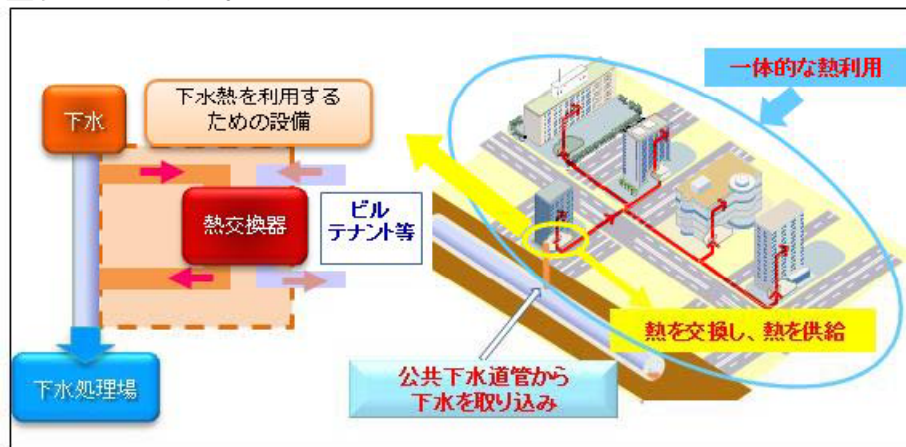 一体的な熱利用
下水
下水熱を利用する
ための設備
熱交換器
ビル
テナント等
熱を交換し、熱を供給
公共下水道管から
下水を取り込み
下水処理場